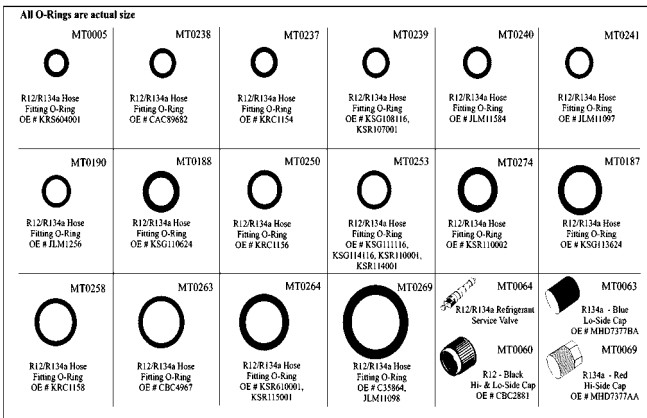 All O-Rings are actual size
MT0005
R12/R134a Hose
Fitting O-Ring
OE # KRS604001
MT0238
R12/R134a Hose
Fitting O-Ring
OE # CAC89682
MT0237
R12/R134a Hose
Fitting O-Ring
OE # KRC1154
MT0239
R12/R134a Hose
Fitting O-Ring
OE # KSG108116,
KSR107001
MT0240
R12/R134a Hose
Fitting O-Ring
OE # JLM11584
MT0241
R12/R134a Hose
Fitting O-Ring
OE # JLM11097
MT0190
R12/R134a Hose
Fitting O-Ring
OE # JLM1256
MT0188
R12/R134a Hose
Fitting O-Ring
OE # KSG110624
MT0250
R12/R134a Hose
Fitting O-Ring
OE # KRC1156
MT0253
R12/R134a Hose
Fitting O-Ring
OE # KSG111116,
KSG114116, KSR110001,
KSR114001
MT0274
R12/R134a Hose
Fitting O-Ring
OE # KSR110002
MT0187
R12/R134a Hose
Fitting O-Ring
OE # KSG113624
MT0258
R12/R134a Hose
Fitting O-Ring
OE # KRC1158
MT0263
R12/R134a Hose
Fitting O-Ring
OE # CBC4967
MT0264
R12/R134a Hose
Fitting O-Ring
OE # KSR610001,
KSR115001
MT0269
R12/R134a Hose
Fitting O-Ring
OE # C35864,
JLM11098
MT0064
R12/R134a Refrigerant
Service Valve
MT0060
R12 - Black
Hi- & Lo-Side Cap
OE # CBC2881
MT0063
R134a - Blue
Lo-Side Cap
OE # MHD7377BA
MT0069
R134a - Red
Hi-Side Cap
OE # MHD7377AA